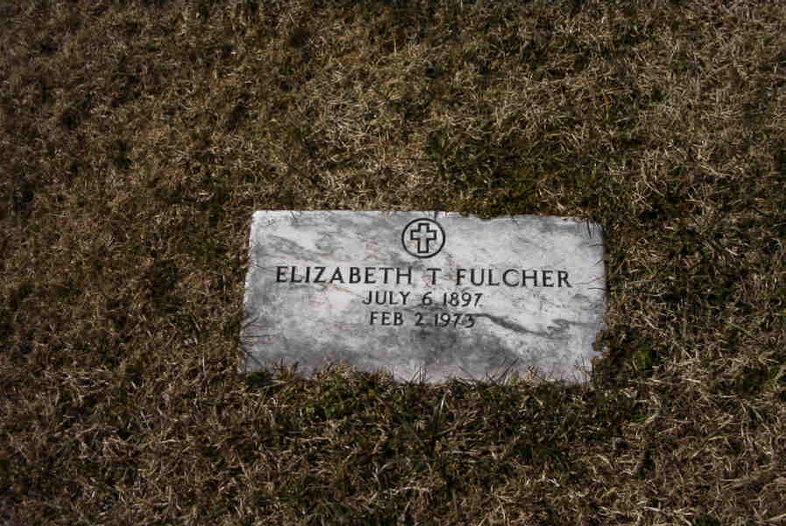 ELIZABETH T FULCHER
JULY 6 1897
FEB 2 1973